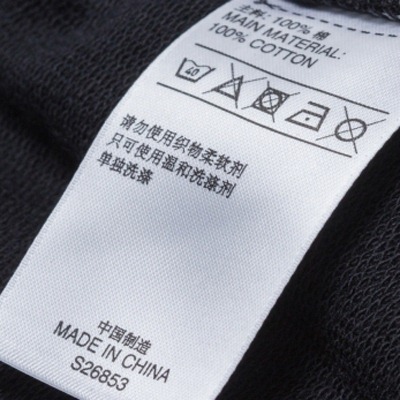 主料: 100% 棉
MAIN MATERIAL:
100% COTTON
40
请勿使用织物柔软剂
只可使用温和洗涤剂
单独洗涤
中国制造
MADE IN CHINA
S26853